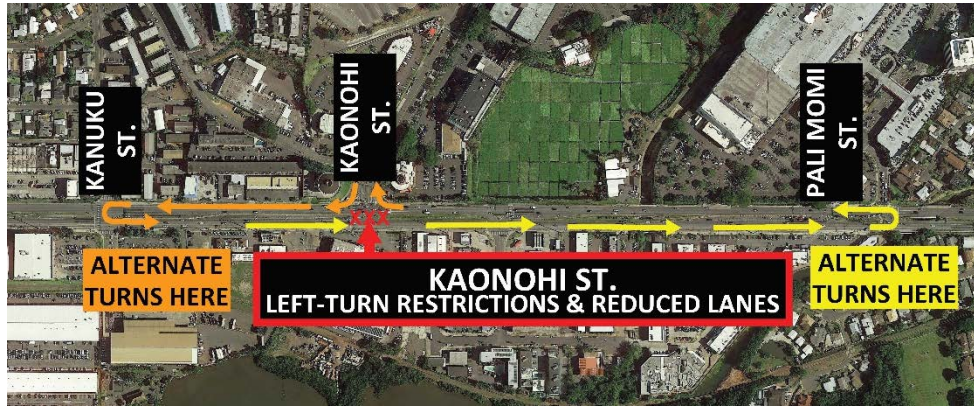 KANUKU
ST.
KAONOHI
ST.
PALI MOMI
ST.
XXX
ALTERNATE
TURNS HERE
KAONOHI ST.
LEFT-TURN RESTRICTIONS & REDUCED LANES
ALTERNATE
TURNS HERE